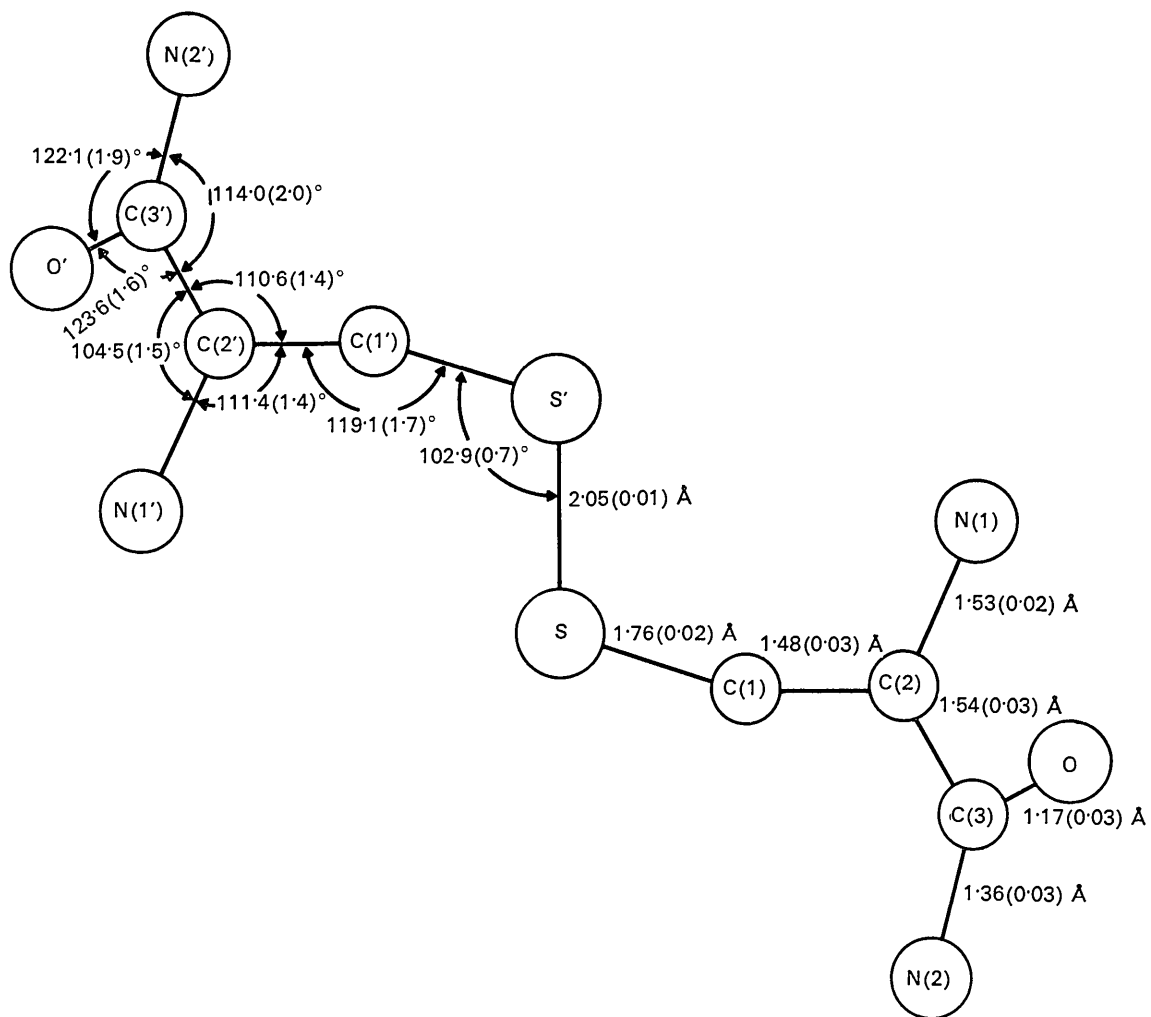 N(2')
122·1(1·9)°
114·0(2·0)°
C(3')
O'
123·6(1·6)°
110·6(1·4)°
104·5(1·5)°
C(2')
C(1')
111·4(1·4)°
119·1(1·7)°
S'
102·9(0·7)°
N(1')
2·05(0·01) Å
N(1)
S
1·76(0·02) Å
1·53(0·02) Å
1·48(0·03) Å
C(1)
C(2)
1·54(0·03) Å
O
C(3)
1·17(0·03) Å
1·36(0·03) Å
N(2)